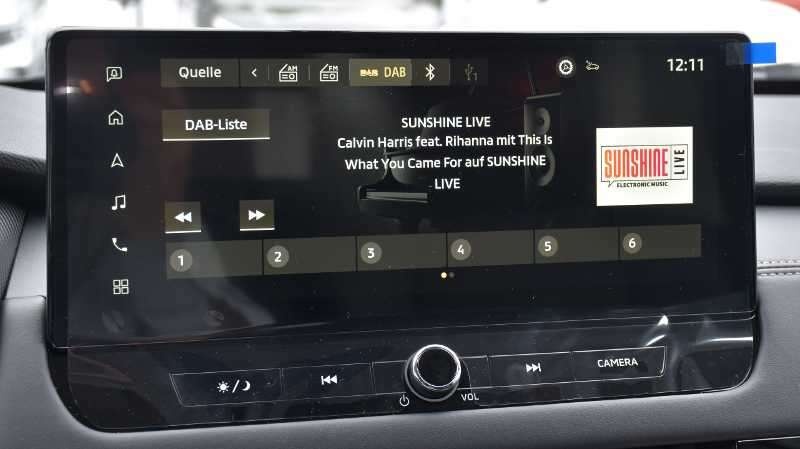 Quelle
AM
FM
DAB DAB
1
12:11
DAB-Liste
SUNSHINE LIVE
Calvin Harris feat. Rihanna mit This Is
What You Came For auf SUNSHINE
LIVE
SUNSHINE LIVE
ELECTRONIC MUSIC
1 2 3 4 5 6
CAMERA
VOL